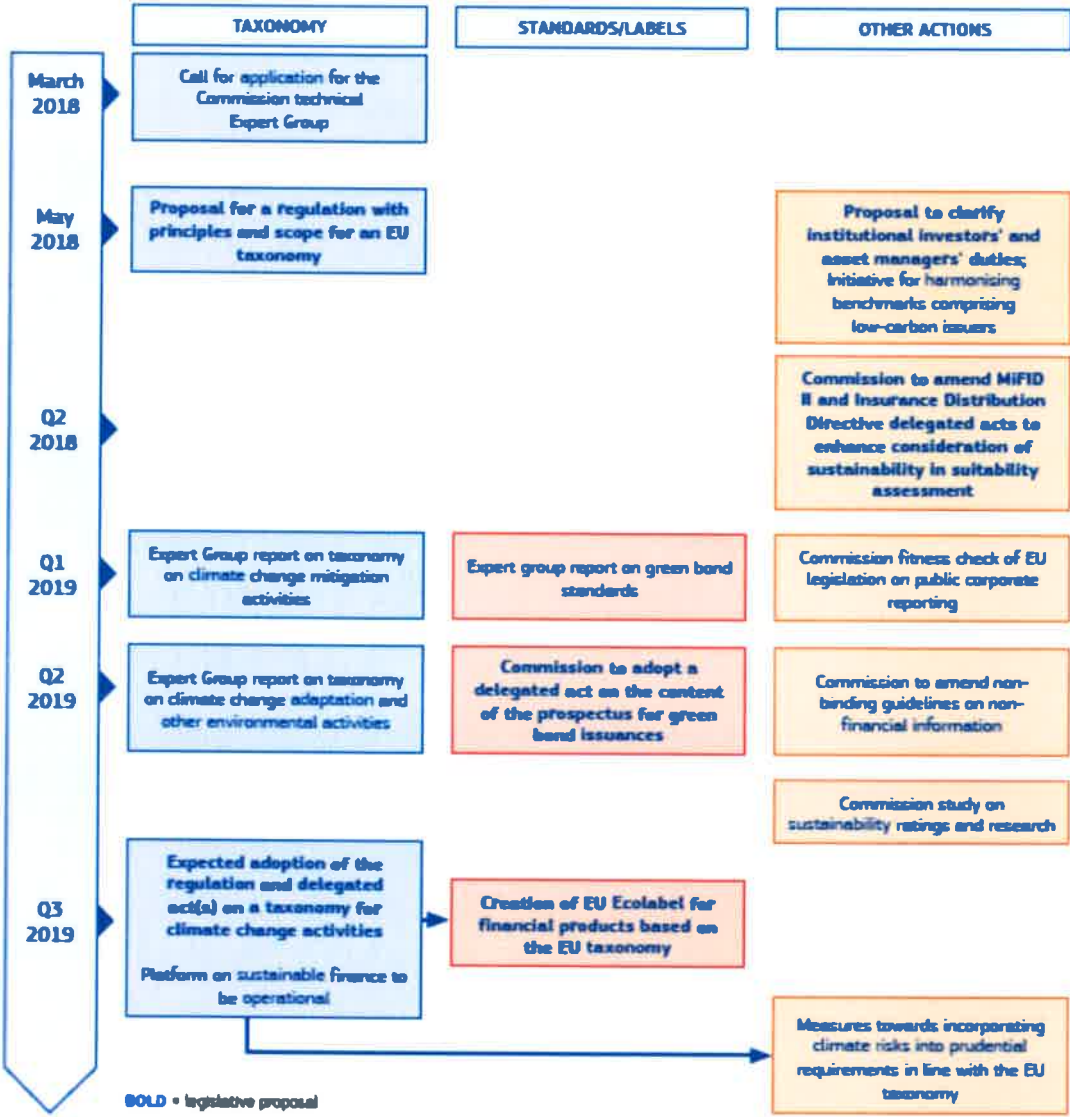 TAXONOMY
STANDARDS/LABELS
OTHER ACTIONS
March
2018
Call for application for the
Commission technical
Expert Group
May
2018
Proposal for a regulation with
principles and scope for an EU
taxonomy
Proposal to clarify
institutional investors' and
asset managers' duties;
Initiative for harmonising
benchmarks comprising
low-carbon issuers
Q2
2018
Commission to amend MiFID
II and Insurance Distribution
Directive delegated acts to
enhance consideration of
sustainability in suitability
assessment
Q1
2019
Expert Group report on taxonomy
on climate change mitigation
activities
Expert group report on green bond
standards
Commission fitness check of EU
legislation on public corporate
reporting
Q2
2019
Expert Group report on taxonomy
on climate change adaptation and
other environmental activities
Commission to adopt a
delegated act on the content
of the prospectus for green
bond issuances
Commission to amend non-
binding guidelines on non-
financial information
Commission study on
sustainability ratings and research
Q3
2019
Expected adoption of the
regulation and delegated
act(s) on a taxonomy for
climate change activities
Platform on sustainable finance to
be operational
Creation of EU Ecolabel for
financial products based on
the EU taxonomy
Measures towards incorporating
climate risks into prudential
requirements in line with the EU
taxonomy
BOLD = legislative proposal